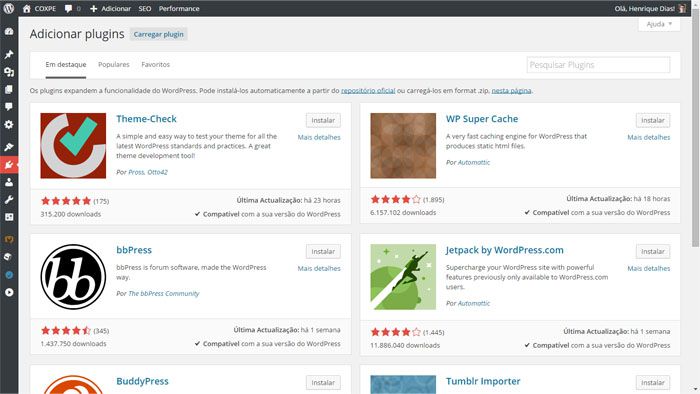 COXPE 0 + Adicionar SEO Performance Olá, Henrique Dias!
Adicionar plugins Carregar plugin Ajuda
Em destaque Populares Favoritos Pesquisar Plugins
Os plugins expandem a funcionalidade do WordPress. Pode instalá-los automaticamente a partir do repositório oficial ou carregá-los em format .zip, nesta página.
Theme-Check
Instalar
A simple and easy way to test your theme for all the
Mais detalhes
latest WordPress standards and practices. A great
theme development tool!
Por Pross, Otto42
(175) Última Actualização: há 23 horas
315.200 downloads ✔ Compatível com a sua versão do WordPress
WP Super Cache
Instalar
A very fast caching engine for WordPress that
Mais detalhes
produces static html files.
Por Automattic
(1.895) Última Actualização: há 18 horas
6.157.102 downloads ✔ Compatível com a sua versão do WordPress
bb
bbPress
Instalar
bbPress is forum software, made the WordPress
Mais detalhes
way.
Por The bbPress Community
(345) Última Actualização: há 1 semana
1.437.750 downloads ✔ Compatível com a sua versão do WordPress
Jetpack by WordPress.com
Instalar
Supercharge your WordPress site with powerful
Mais detalhes
features previously only available to WordPress.com
users.
Por Automattic
(1.445) Última Actualização: há 1 semana
11.886.040 downloads ✔ Compatível com a sua versão do WordPress
BuddyPress
Instalar
Tumblr Importer
Instalar